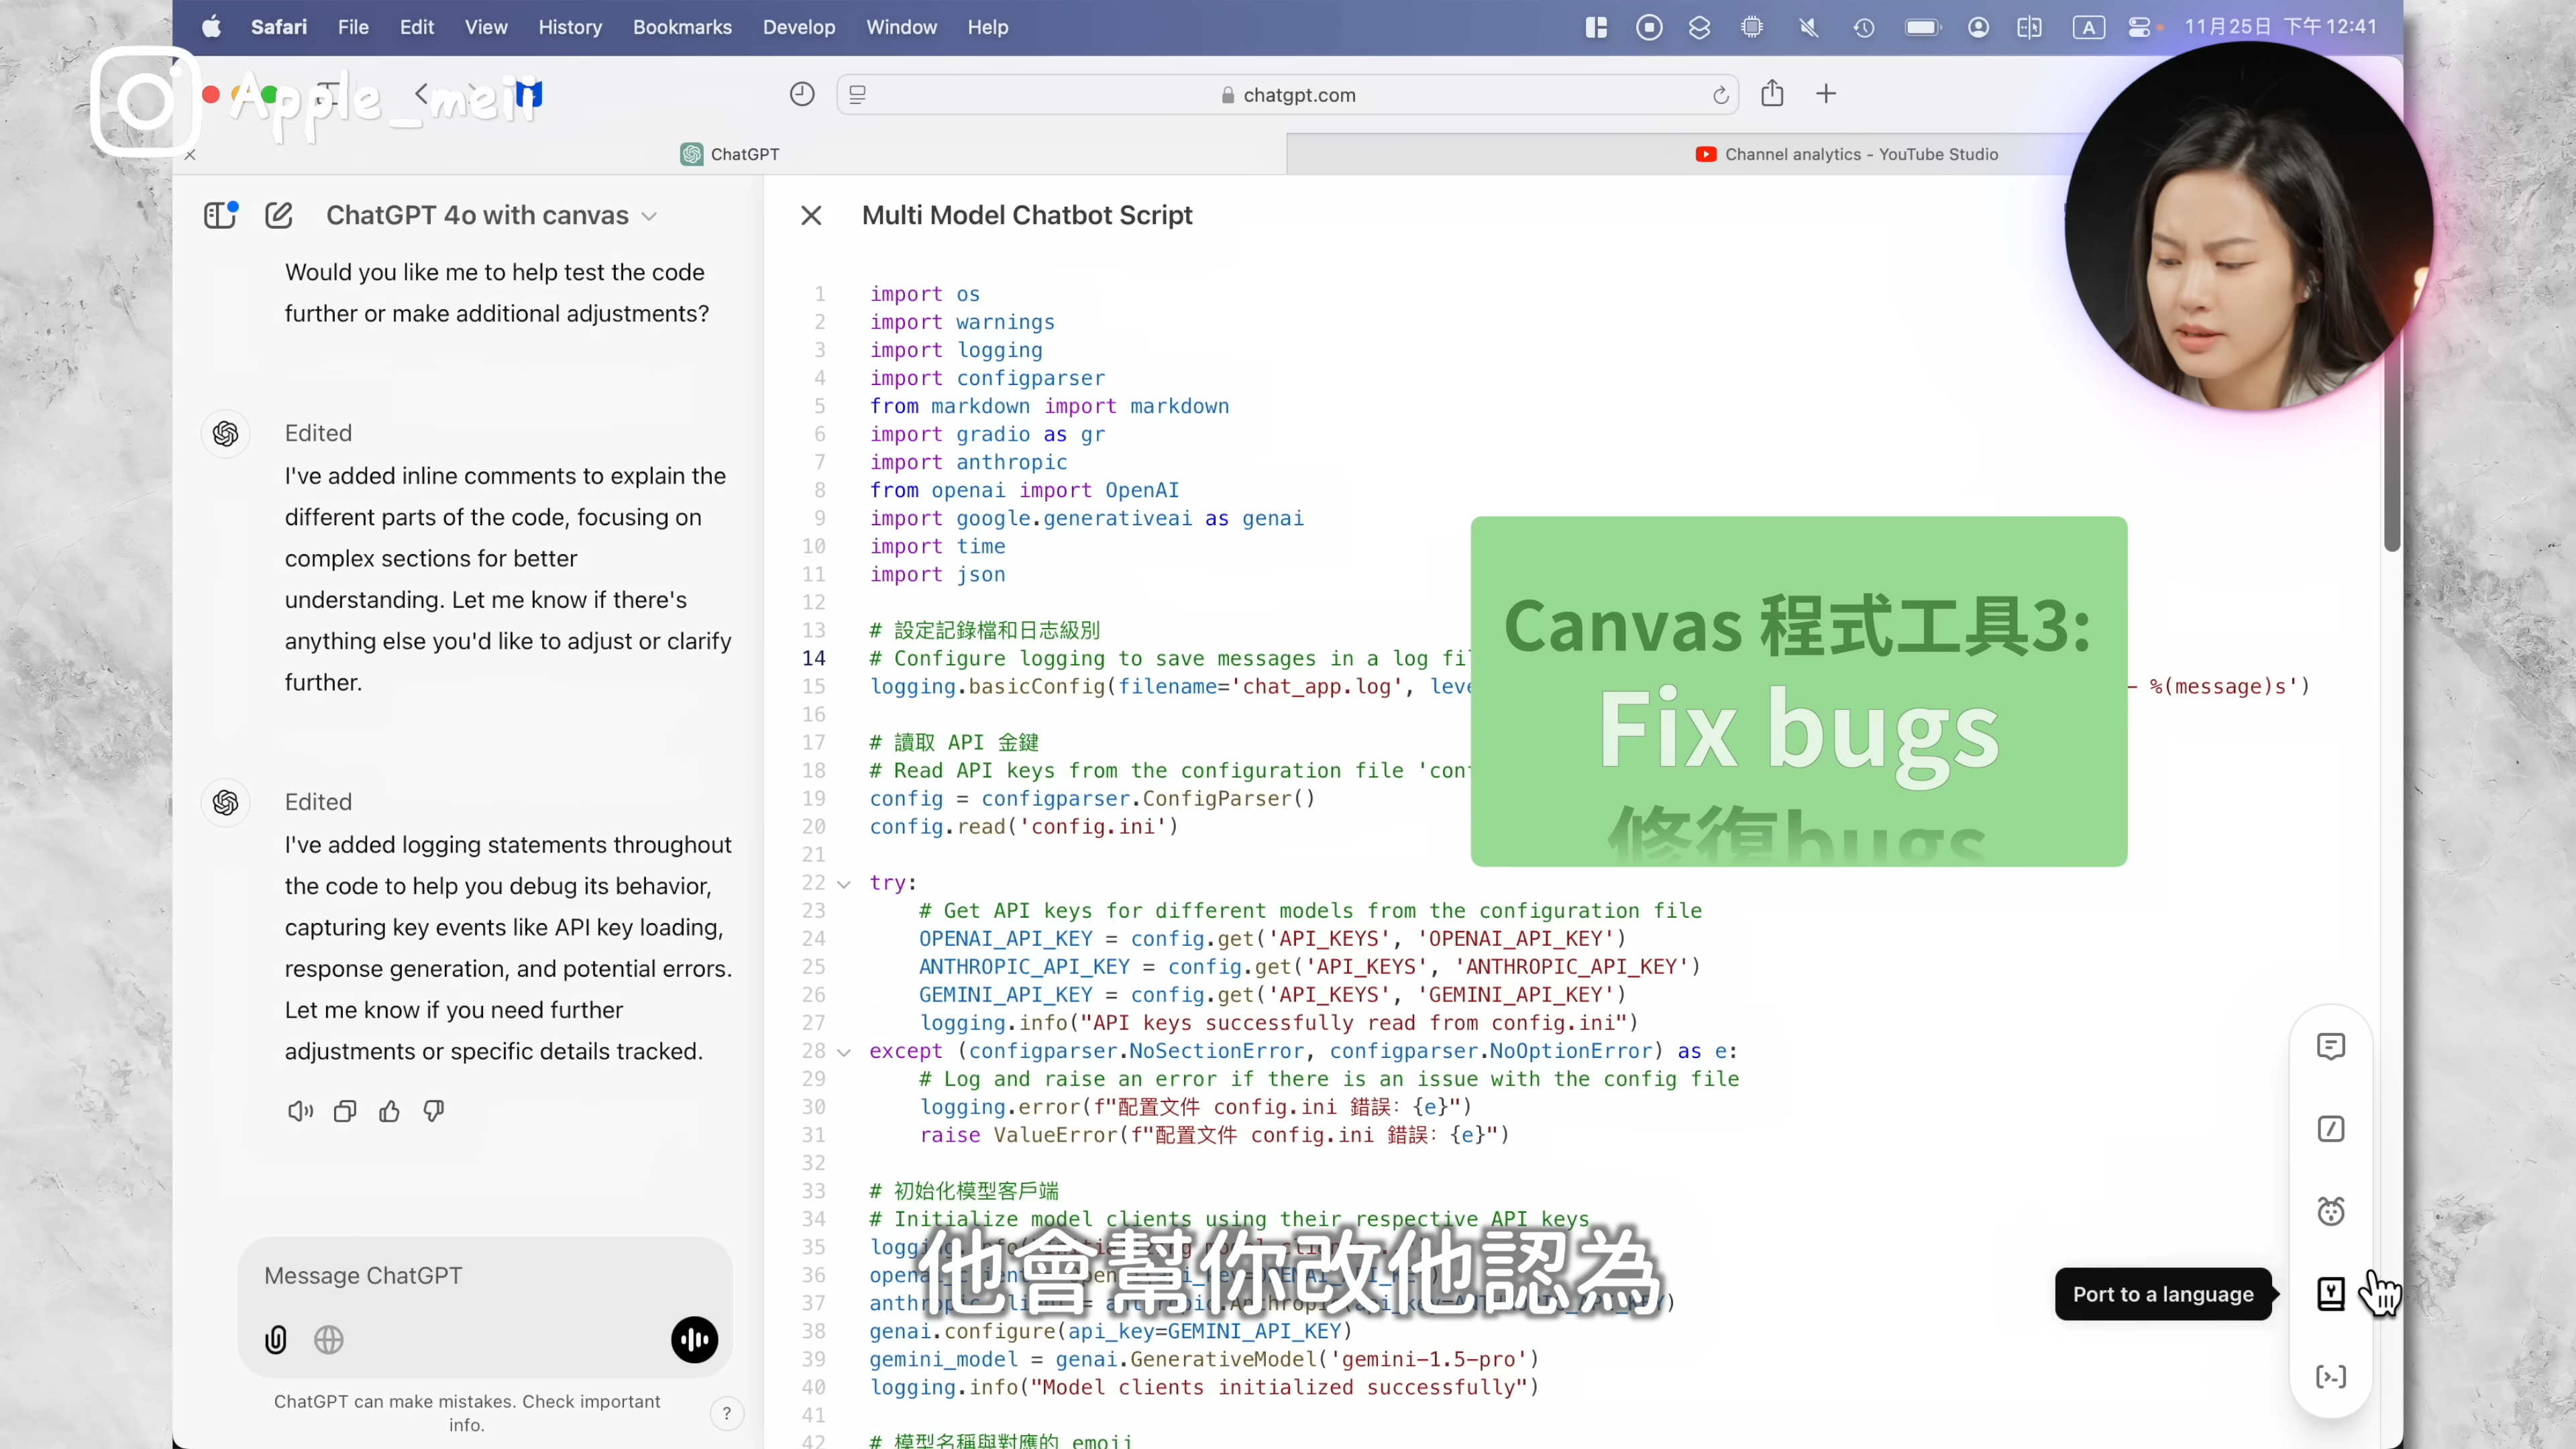 Safari File Edit View History Bookmarks Develop Window Help
A
11月25日 下午 12:41
Apple_meii
chatgpt.com
ChatGPT
Channel analytics - YouTube Studio
ChatGPT 4o with canvas
Would you like me to help test the code
further or make additional adjustments?
Edited
I've added inline comments to explain the
different parts of the code, focusing on
complex sections for better
understanding. Let me know if there's
anything else you'd like to adjust or clarify
further.
Edited
I've added logging statements throughout
the code to help you debug its behavior,
capturing key events like API key loading,
response generation, and potential errors.
Let me know if you need further
adjustments or specific details tracked.
Message ChatGPT
ChatGPT can make mistakes. Check important
info.
?
Multi Model Chatbot Script
1 import os
2 import warnings
3 import logging
4 import configparser
5 from markdown import markdown
6 import gradio as gr
7 import anthropic
8 from openai import OpenAI
9 import google.generativeai as genai
10 import time
11 import json
12
13 # 設定記錄檔和日志級別
14 # Configure logging to save messages in a log
15 logging.basicConfig(filename='chat_app.log', - %(message)s')
16
17 # 讀取 API 金鍵
18 # Read API keys from the configuration file
19 config = configparser.ConfigParser()
20 config.read('config.ini')
21
22 try:
23 # Get API keys for different models from the configuration file
24 OPENAI_API_KEY = config.get('API_KEYS', 'OPENAI_API_KEY')
25 ANTHROPIC_API_KEY = config.get('API_KEYS', 'ANTHROPIC_API_KEY')
26 GEMINI_API_KEY = config.get('API_KEYS', 'GEMINI_API_KEY')
27 logging.info("API keys successfully read from config.ini")
28 except (configparser.NoSectionError, configparser.NoOptionError) as e:
29 # Log and raise an error if there is an issue with the config file
30 logging.error(f"配置文件 config.ini 錯誤: {e}")
31 raise ValueError(f"配置文件 config.ini 錯誤: {e}")
32
33 # 初始化模型客戶端
34 # Initialize model clients using their respective API keys
35
36
37
38 genai.configure(api_key=GEMINI_API_KEY)
39 gemini_model = genai.GenerativeModel('gemini-1.5-pro')
40 logging.info("Model clients initialized successfully")
41
42 # 模型名稱與對應的 emoji
Canvas 程式工具3:
Fix bugs
修復bugs
Port to a language
他會幫你改他認為